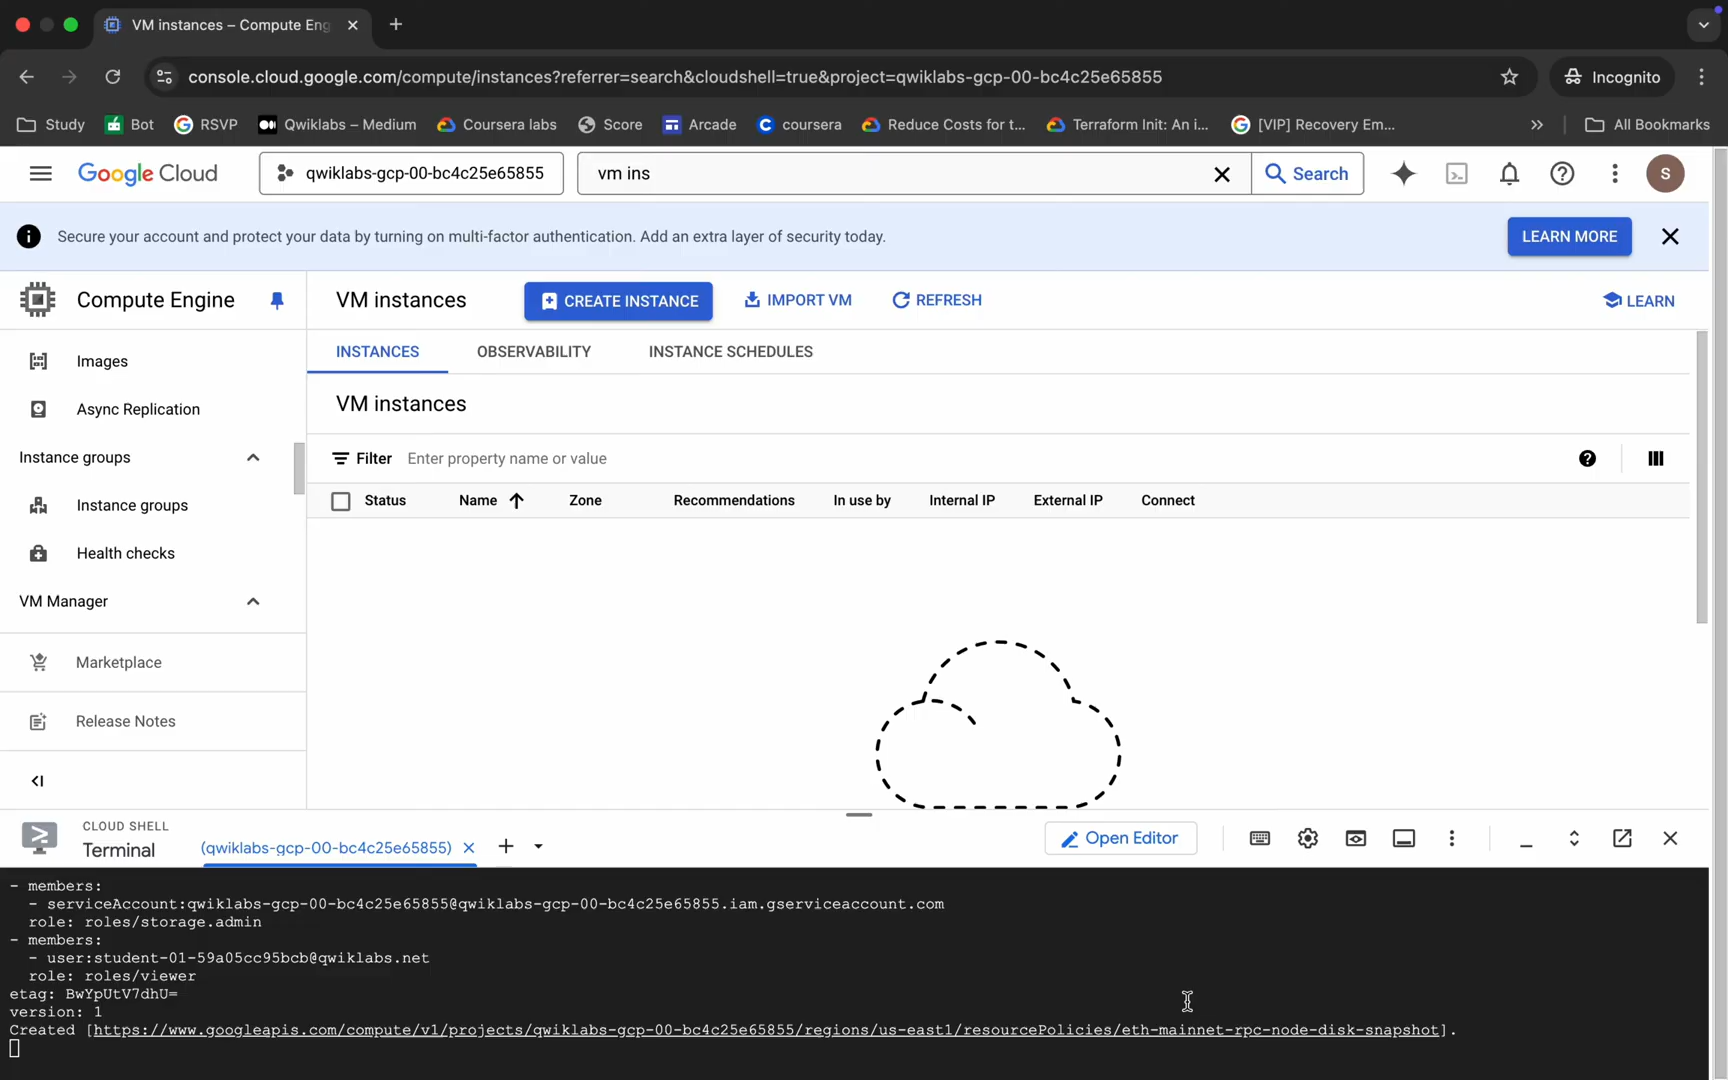 VM instances – Compute Eng
console.cloud.google.com/compute/instances?referrer=search&cloudshell=true&project=qwiklabs-gcp-00-bc4c25e65855
Incognito
Study
Bot
RSVP
Qwiklabs – Medium
Coursera labs
Score
Arcade
coursera
Reduce Costs for t...
Terraform Init: An i...
[VIP] Recovery Em...
All Bookmarks
Google Cloud
qwiklabs-gcp-00-bc4c25e65855
vm ins
Search
S
Secure your account and protect your data by turning on multi-factor authentication. Add an extra layer of security today.
LEARN MORE
Compute Engine
VM instances
CREATE INSTANCE
IMPORT VM
REFRESH
LEARN
Images
Async Replication
Instance groups
Instance groups
Health checks
VM Manager
Marketplace
Release Notes
INSTANCES
OBSERVABILITY
INSTANCE SCHEDULES
VM instances
Filter
Enter property name or value
Status
Name
Zone
Recommendations
In use by
Internal IP
External IP
Connect
CLOUD SHELL
Terminal
(qwiklabs-gcp-00-bc4c25e65855)
Open Editor
- members:
- serviceAccount:qwiklabs-gcp-00-bc4c25e65855@qwiklabs-gcp-00-bc4c25e65855.iam.gserviceaccount.com
role: roles/storage.admin
- members:
- user:student-01-59a05cc95bcb@qwiklabs.net
role: roles/viewer
etag: BwYpUtV7dhU=
version: 1
Created [https://www.googleapis.com/compute/v1/projects/qwiklabs-gcp-00-bc4c25e65855/regions/us-east1/resourcePolicies/eth-mainnet-rpc-node-disk-snapshot].